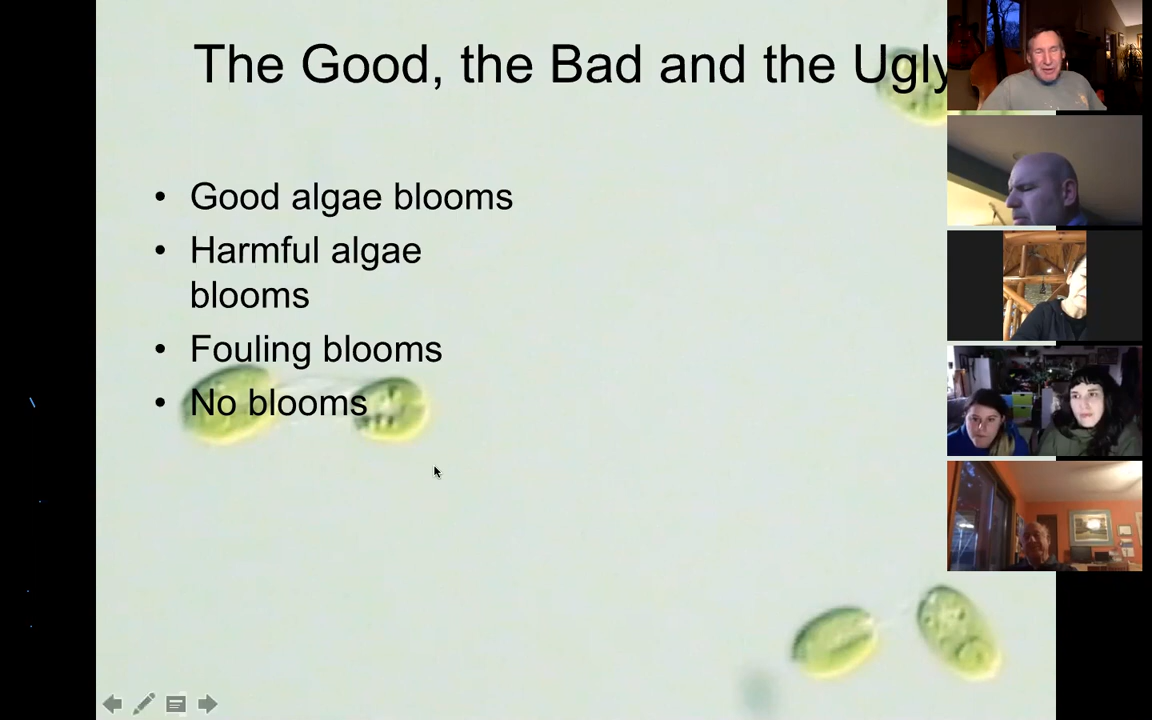 The Good, the Bad and the Ugly
• Good algae blooms
• Harmful algae
blooms
• Fouling blooms
• No blooms